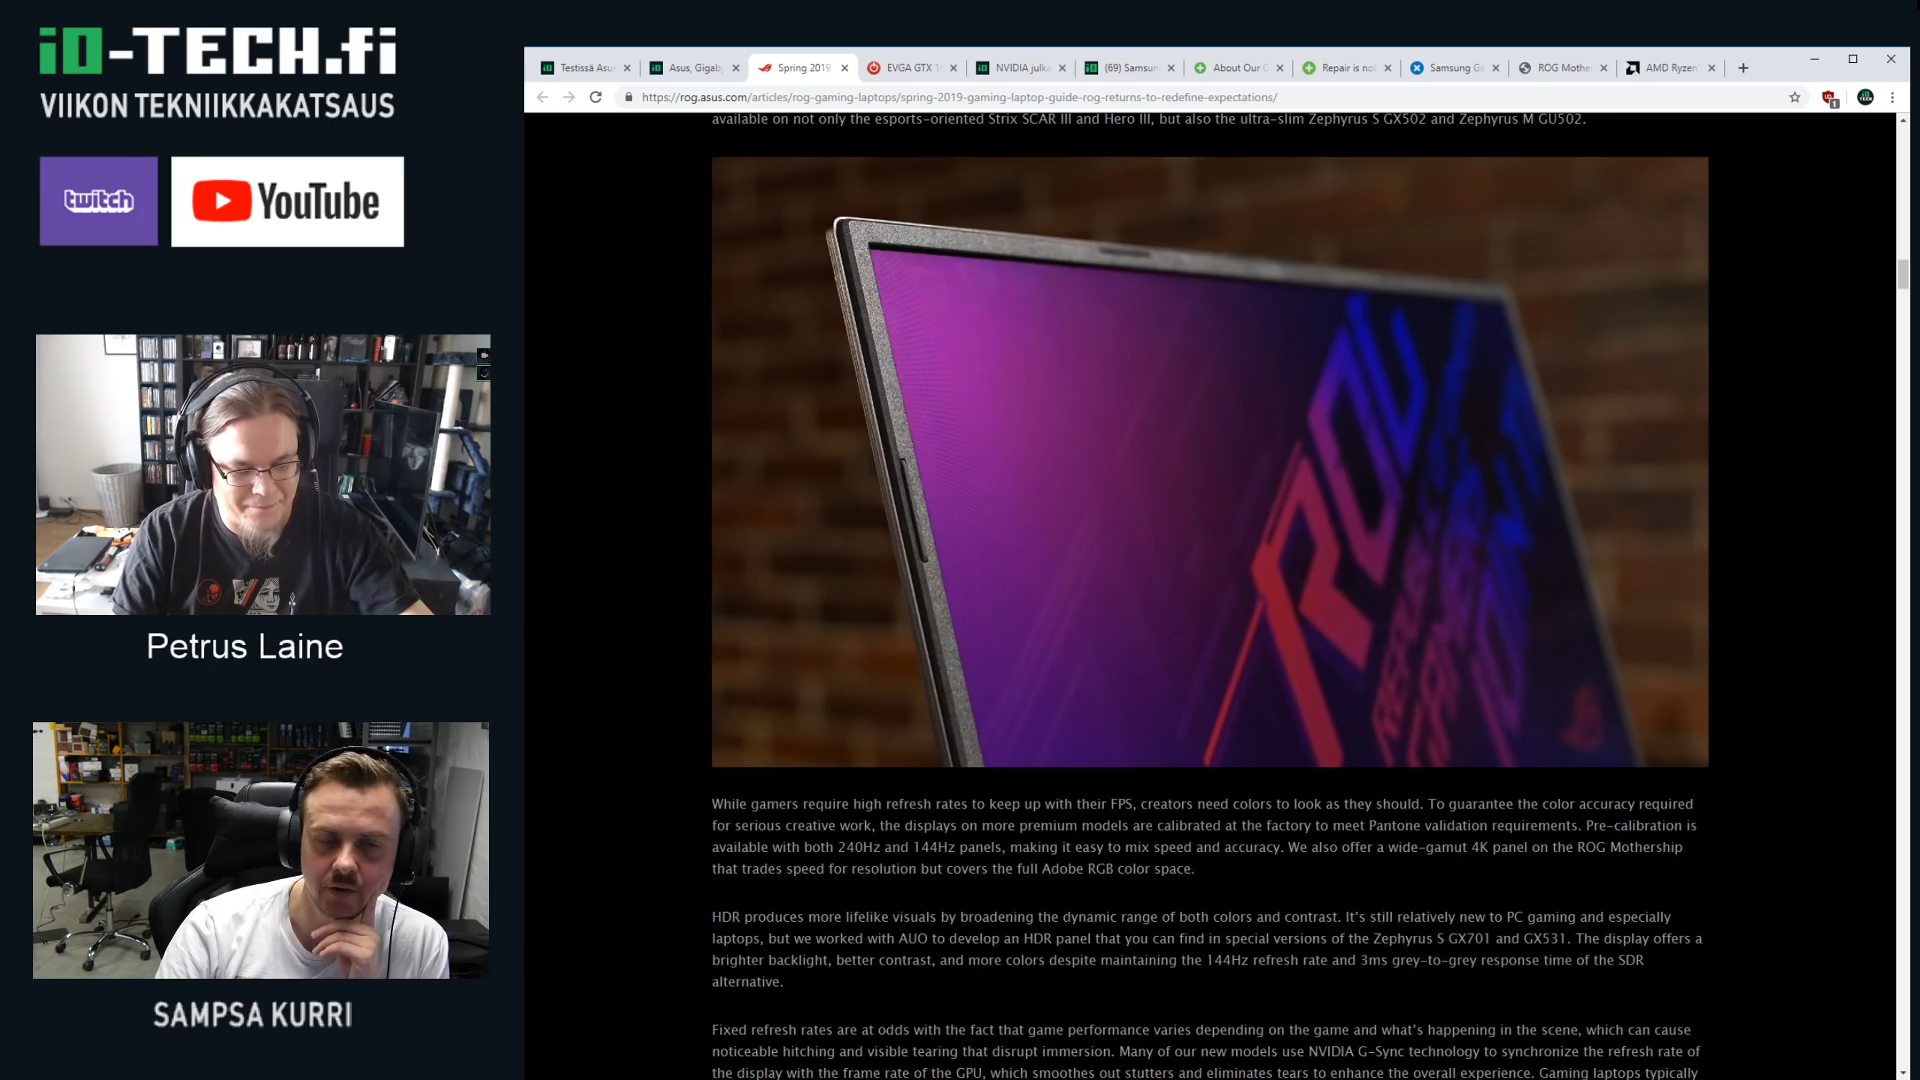 iO-TECH.fi
VIIKON TEKNIIKKAKATSAUS
twitch
YouTube
Petrus Laine
SAMPSA KURRI
Testissä Asu
Asus, Gigab
Spring 2019
EVGA GTX 1
NVIDIA julk
(69) Samsun
About Our G
Repair is no
Samsung Ga
ROG Mothe
AMD Ryzen
https://rog.asus.com/articles/rog-gaming-laptops/spring-2019-gaming-laptop-guide-rog-returns-to-redefine-expectations/
available on not only the esports-oriented Strix SCAR III and Hero III, but also the ultra-slim Zephyrus S GX502 and Zephyrus M GU502.
While gamers require high refresh rates to keep up with their FPS, creators need colors to look as they should. To guarantee the color accuracy required
for serious creative work, the displays on more premium models are calibrated at the factory to meet Pantone validation requirements. Pre-calibration is
available with both 240Hz and 144Hz panels, making it easy to mix speed and accuracy. We also offer a wide-gamut 4K panel on the ROG Mothership
that trades speed for resolution but covers the full Adobe RGB color space.
HDR produces more lifelike visuals by broadening the dynamic range of both colors and contrast. It's still relatively new to PC gaming and especially
laptops, but we worked with AUO to develop an HDR panel that you can find in special versions of the Zephyrus S GX701 and GX531. The display offers a
brighter backlight, better contrast, and more colors despite maintaining the 144Hz refresh rate and 3ms grey-to-grey response time of the SDR
alternative.
Fixed refresh rates are at odds with the fact that game performance varies depending on the game and what's happening in the scene, which can cause
noticeable hitching and visible tearing that disrupt immersion. Many of our new models use NVIDIA G-Sync technology to synchronize the refresh rate of
the display with the frame rate of the GPU, which smoothes out stutters and eliminates tears to enhance the overall experience. Gaming laptops typically